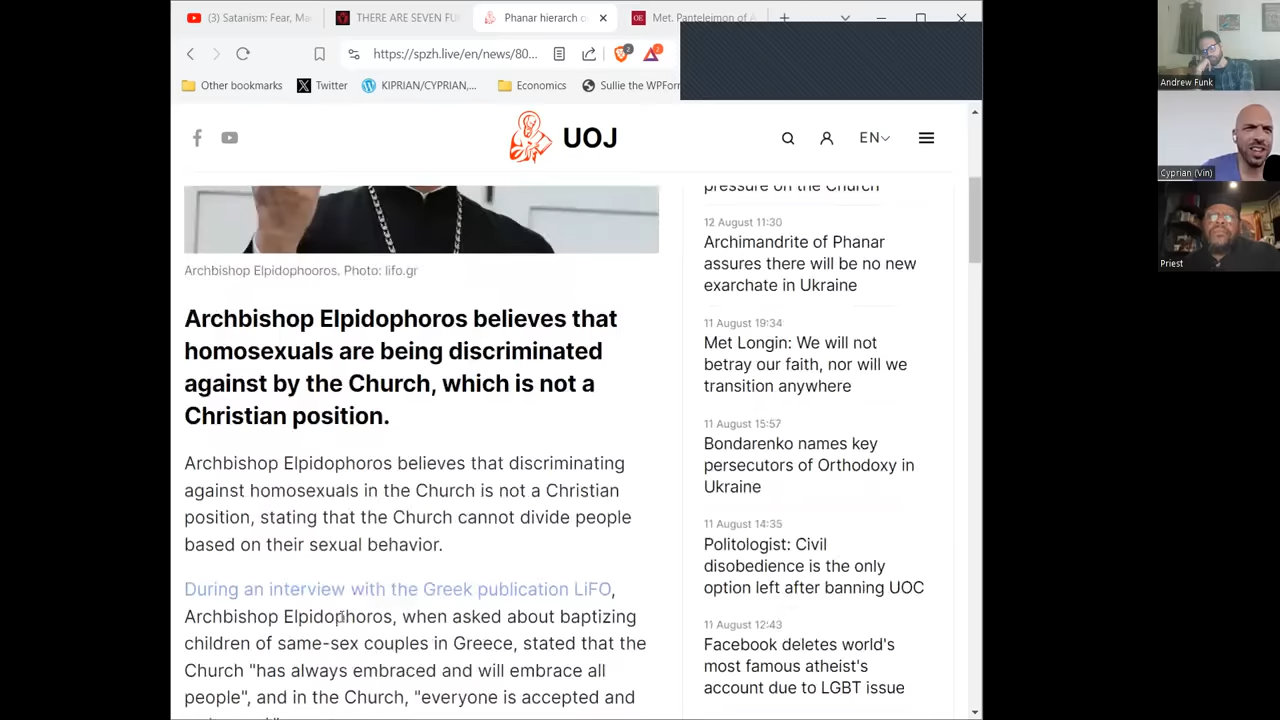 (3) Satanism: Fear, Ma
THERE ARE SEVEN FU
Phanar hierarch o
Met. Panteleimon of A
https://spzh.live/en/news/80...
2
2
Other bookmarks
Twitter
KIPRIAN/CYPRIAN,...
Economics
Sullie the WPForm
UOJ
EN
Archbishop Elpidophooros. Photo: lifo.gr
Archbishop Elpidophoros believes that
homosexuals are being discriminated
against by the Church, which is not a
Christian position.
Archbishop Elpidophoros believes that discriminating
against homosexuals in the Church is not a Christian
position, stating that the Church cannot divide people
based on their sexual behavior.
During an interview with the Greek publication LiFO,
Archbishop Elpidophoros, when asked about baptizing
children of same-sex couples in Greece, stated that the
Church "has always embraced and will embrace all
people", and in the Church, "everyone is accepted and
pressure on the Church
12 August 11:30
Archimandrite of Phanar
assures there will be no new
exarchate in Ukraine
11 August 19:34
Met Longin: We will not
betray our faith, nor will we
transition anywhere
11 August 15:57
Bondarenko names key
persecutors of Orthodoxy in
Ukraine
11 August 14:35
Politologist: Civil
disobedience is the only
option left after banning UOC
11 August 12:43
Facebook deletes world's
most famous atheist's
account due to LGBT issue
Andrew Funk
Cyprian (Vin)
Priest